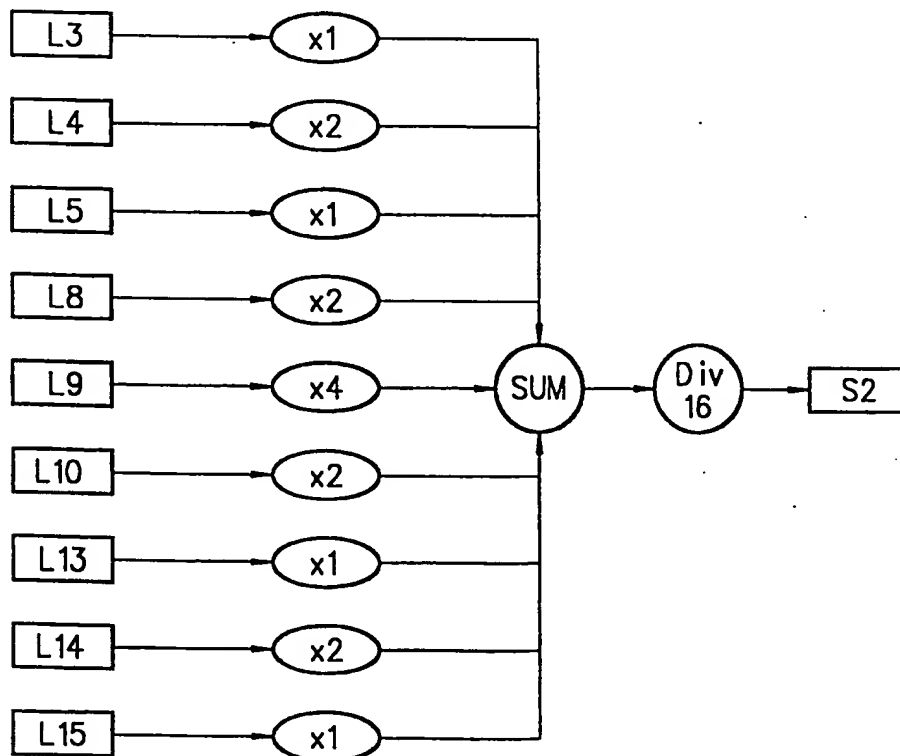 L3 x1
L4 x2
L5 x1
L8 x2
L9 x4 SUM Div 16 S2
L10 x2
L13 x1
L14 x2
L15 x1